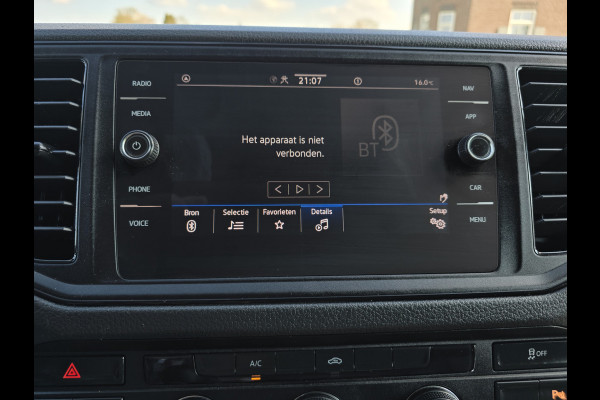 RADIO
MEDIA
PHONE
VOICE
21:07
16.0°C
Het apparaat is niet
verbonden.
BT
Bron Selectie Favorieten Details Setup
NAV
APP
CAR
MENU
A/C
OFF